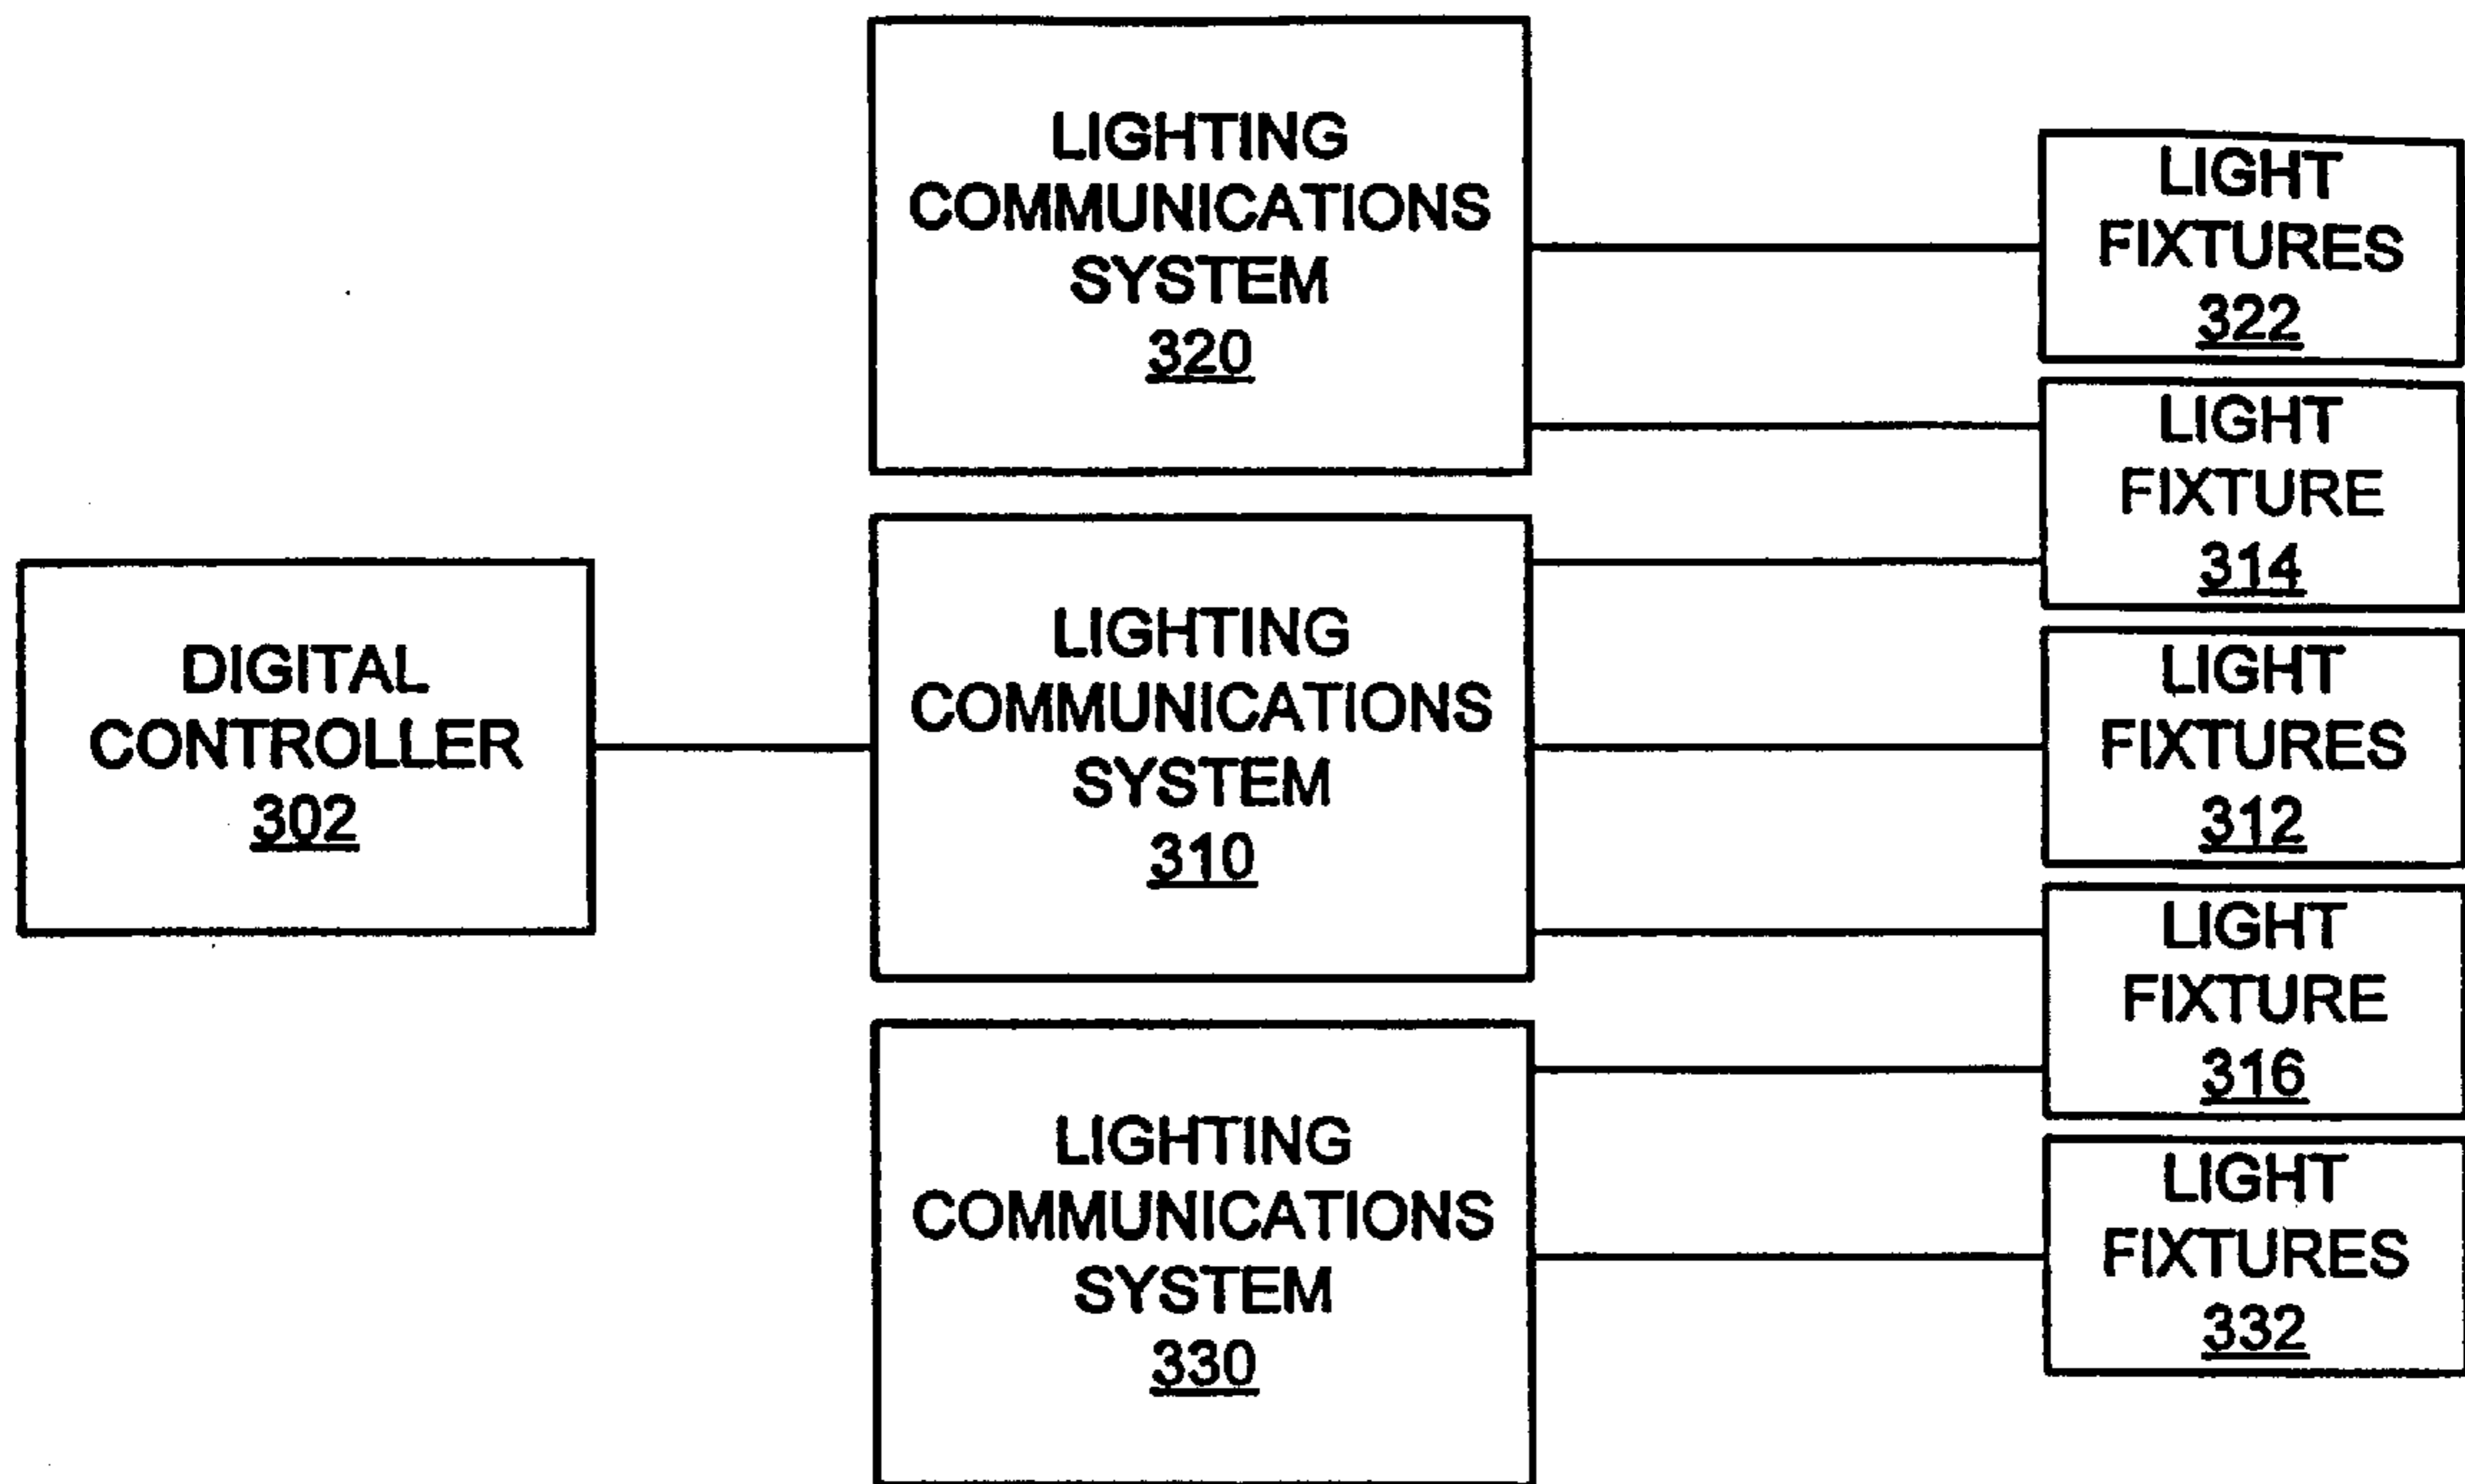 DIGITAL
CONTROLLER
302
LIGHTING
COMMUNICATIONS
SYSTEM
320
LIGHTING
COMMUNICATIONS
SYSTEM
310
LIGHTING
COMMUNICATIONS
SYSTEM
330
LIGHT
FIXTURES
322
LIGHT
FIXTURE
314
LIGHT
FIXTURES
312
LIGHT
FIXTURE
316
LIGHT
FIXTURES
332